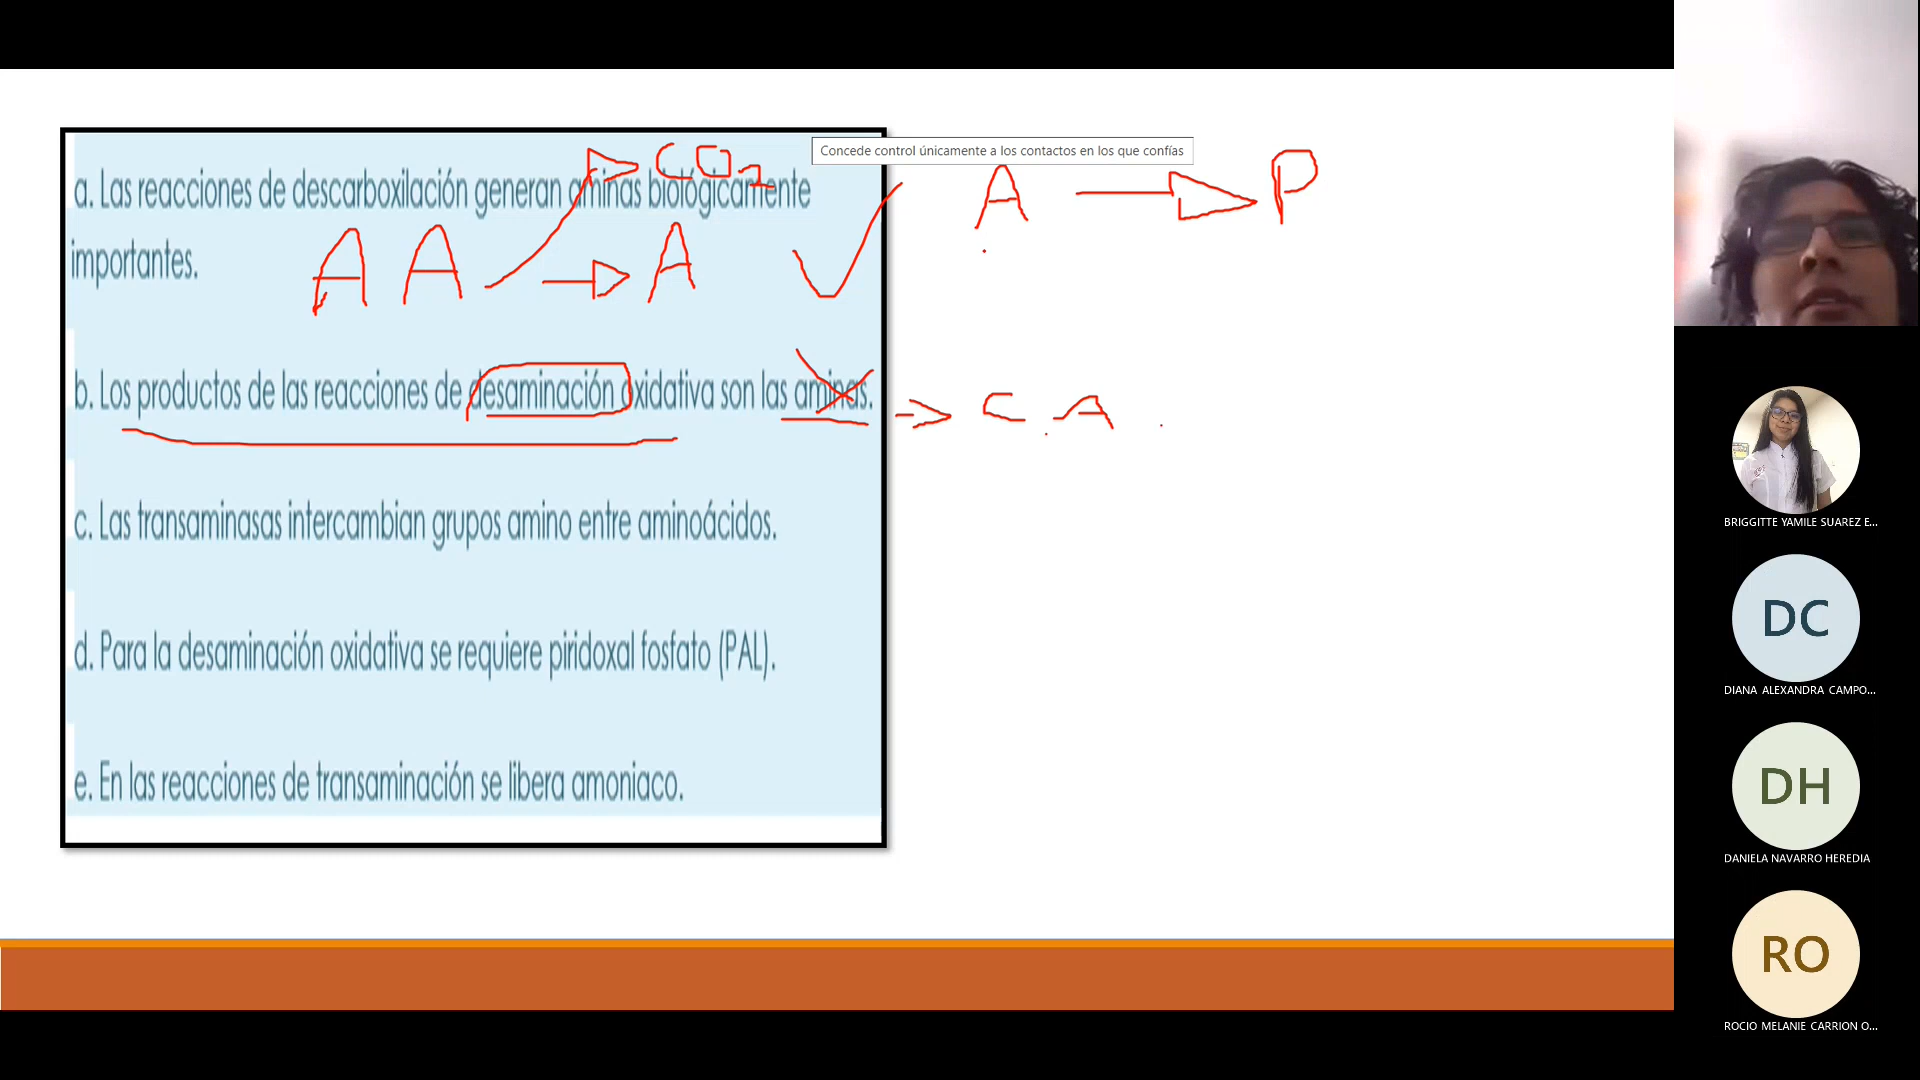 Concede control únicamente a los contactos en los que confías
a. Las reacciones de descarboxilación generan aminas biológicamente
importantes.
CO2
A A → A
A → P
b. Los productos de las reacciones de desaminación oxidativa son las aminas.
→ C A
c. Las transaminasas intercambian grupos amino entre aminoácidos.
d. Para la desaminación oxidativa se requiere piridoxal fosfato (PAL).
e. En las reacciones de transaminación se libera amoniaco.
BRIGGITTE YAMILE SUAREZ E...
DC
DIANA ALEXANDRA CAMPO...
DH
DANIELA NAVARRO HEREDIA
RO
ROCIO MELANIE CARRION O...